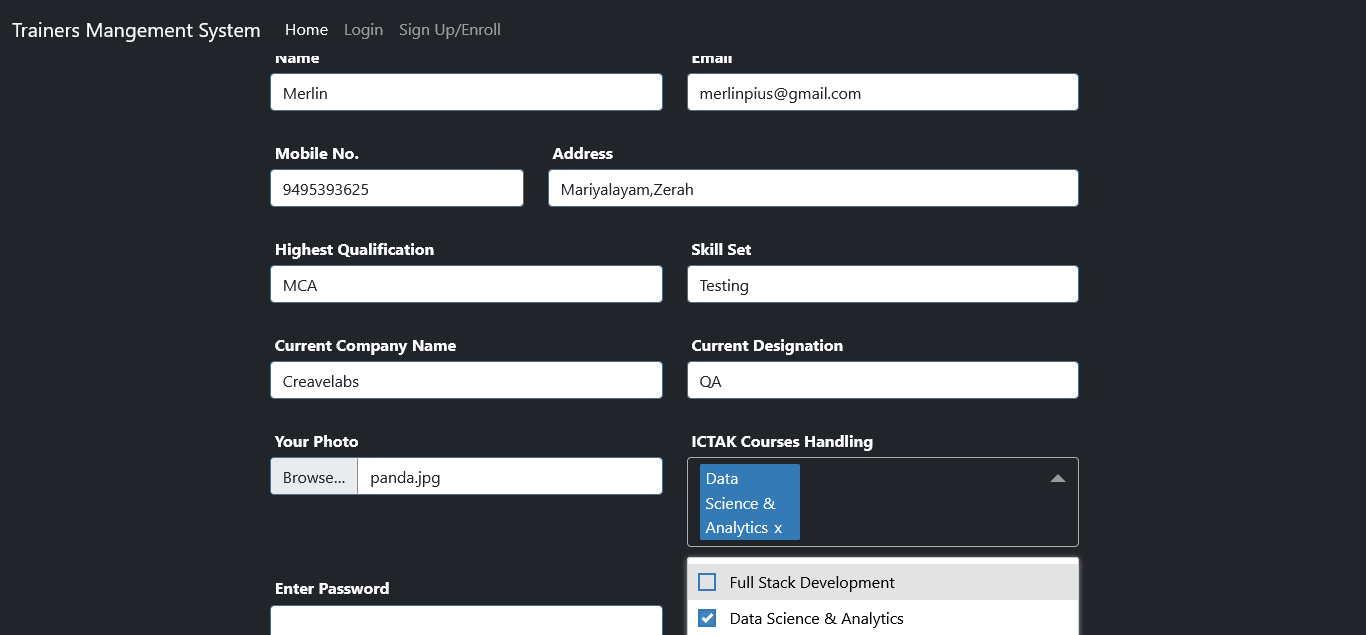 Trainers Mangement System Home Login Sign Up/Enroll
Name Email
Merlin merlinpius@gmail.com
Mobile No. Address
9495393625 Mariyalayam,Zerah
Highest Qualification Skill Set
MCA Testing
Current Company Name Current Designation
Creavelabs QA
Your Photo ICTAK Courses Handling
Browse... panda.jpg
Data
Science &
Analytics x
Full Stack Development
Enter Password
Data Science & Analytics